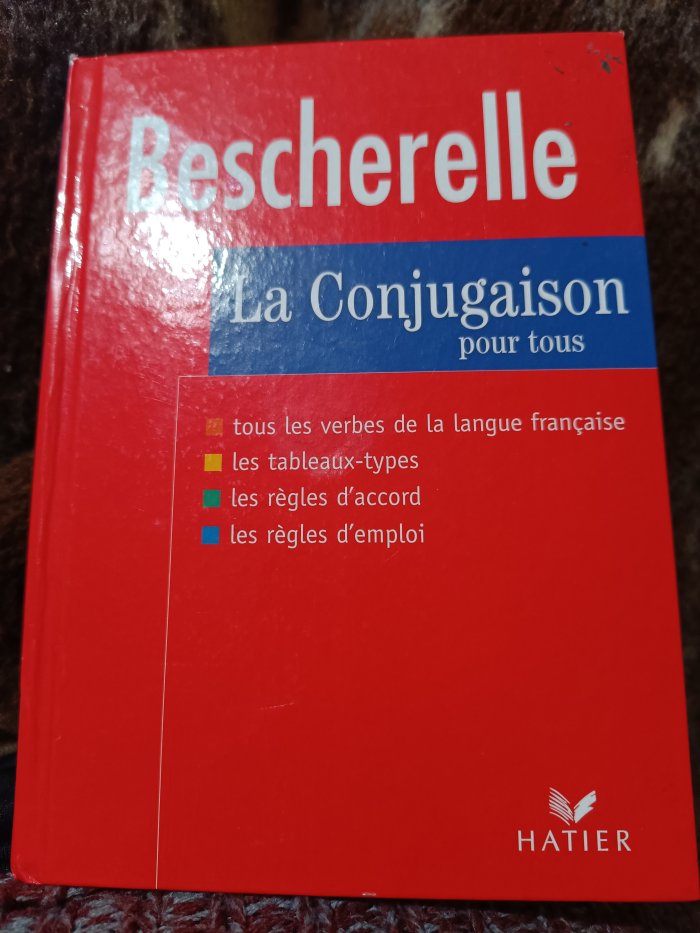 Bescherelle
La Conjugaison
pour tous
tous les verbes de la langue française
les tableaux-types
les règles d'accord
les règles d'emploi
HATIER